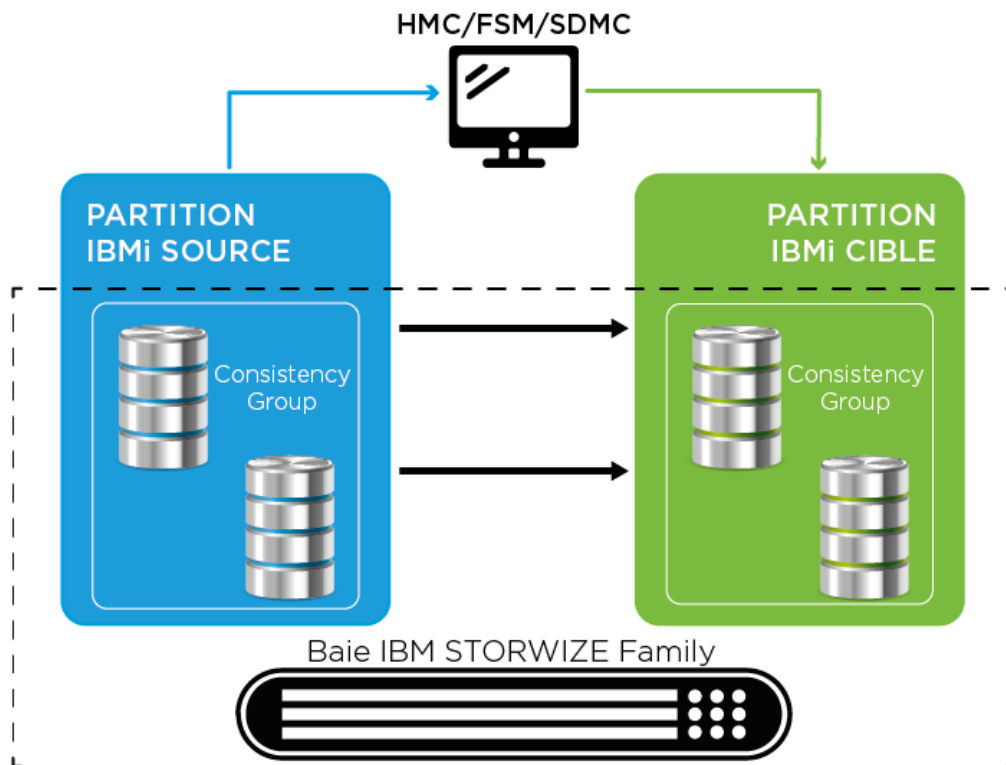 HMC/FSM/SDMC
PARTITION
IBMi SOURCE
PARTITION
IBMi CIBLE
Consistency
Group
Consistency
Group
Baie IBM STORWIZE Family